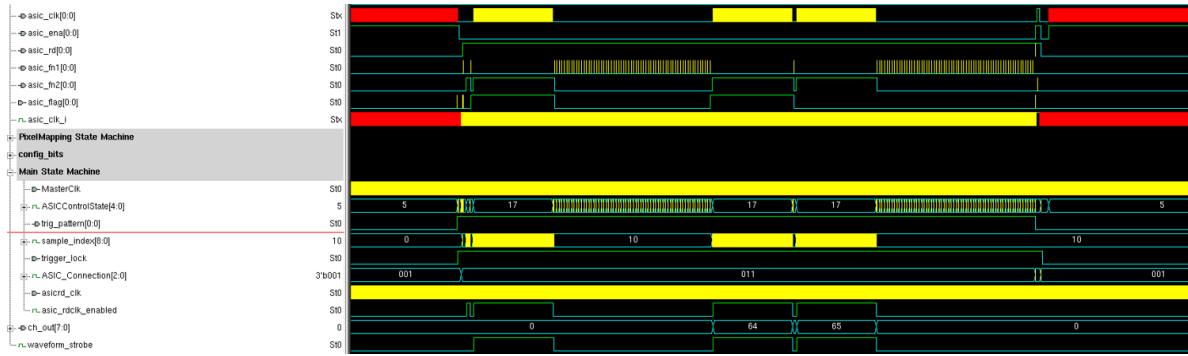 asic_clk[0:0] Stx
asic_ena[0:0] St1
asic_rd[0:0] St0
asic_fn1[0:0] St0
asic_fn2[0:0] St0
asic_flag[0:0] St0
asic_clk_i Stx
PixelMapping State Machine
config_bits
Main State Machine
MasterClk St0
ASICControlState[4:0] 5 5 17 17 17 5
trig_pattern[0:0] St0
sample_index[8:0] 10 0 10 10
trigger_lock St0
ASIC_Connection[2:0] 3'b001 001 011 001
asicrd_clk St0
asic_rdclk_enabled St0
ch_out[7:0] 0 0 64 65 0
waveform_strobe St0